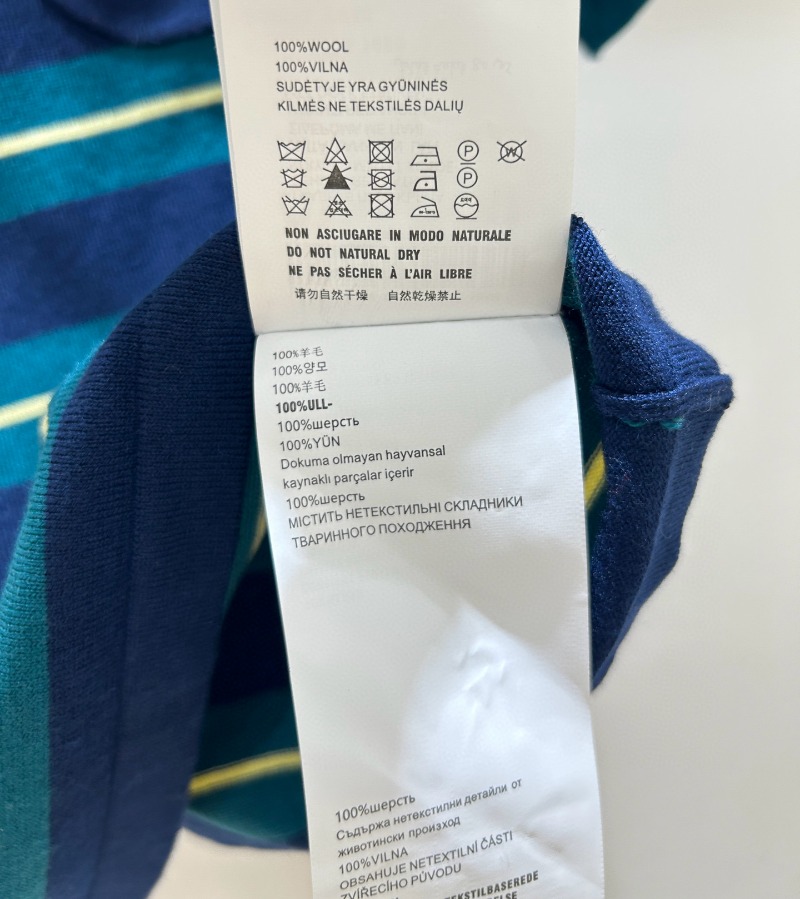 100%WOOL
100%VILNA
SUDĖTYJE YRA GYŪNINĖS
KILMĖS NE TEKSTILĖS DALIŲ
P
W
P
NON ASCIUGARE IN MODO NATURALE
DO NOT NATURAL DRY
NE PAS SÉCHER À L'AIR LIBRE
请勿自然干燥 自然乾燥禁止
100%羊毛
100%양모
100%羊毛
100%ULL-
100%шерсть
100%YÜN
Dokuma olmayan hayvansal
kaynaklı parçalar içerir
100%шерсть
МІСТИТЬ НЕТЕКСТИЛЬНІ СКЛАДНИКИ
ТВАРИННОГО ПОХОДЖЕННЯ
100%шерсть
Съдържа нетекстилни детайли от
животински произход
100%VILNA
OBSAHUJE NETEXTILNÍ ČÁSTI
ZVÍŘECÍHO PŮVODU